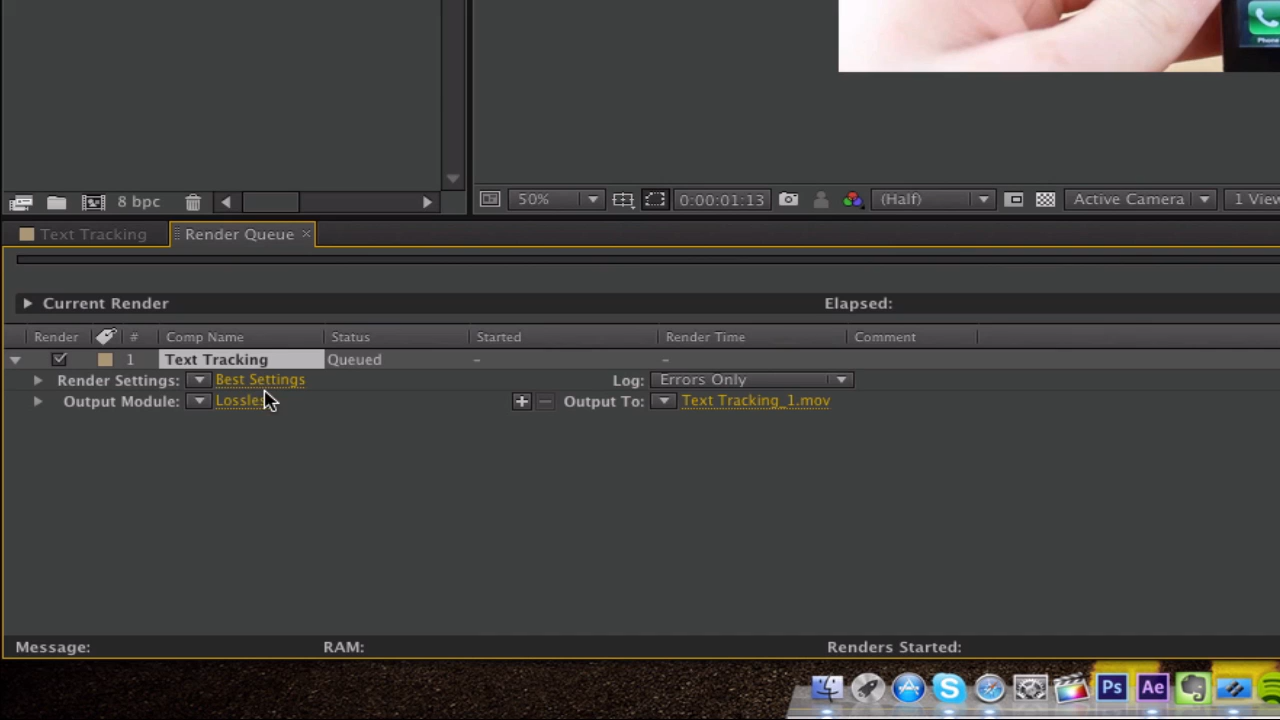 Phone
8 bpc
50%
0:00:01:13
(Half)
Active Camera
1 View
Text Tracking
Render Queue ×
Current Render
Elapsed:
Render
#
Comp Name
Status
Started
Render Time
Comment
1
Text Tracking
Queued
–
–
Render Settings:
Best Settings
Log:
Errors Only
Output Module:
Lossless
+
–
Output To:
Text Tracking_1.mov
Message:
RAM:
Renders Started:
Ps
Ae